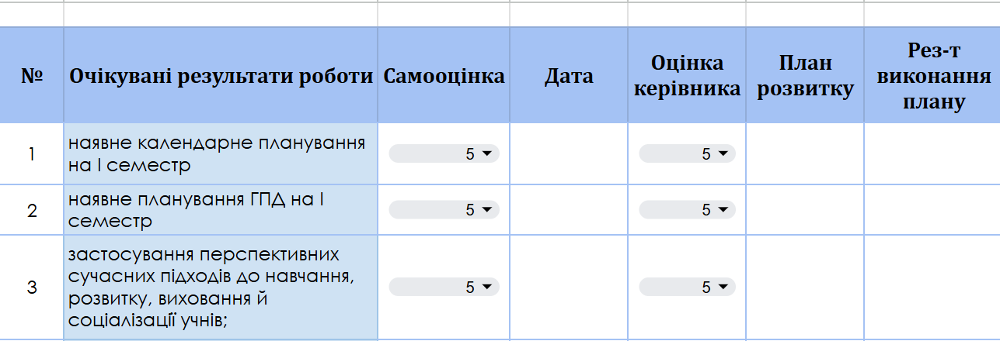 № Очікувані результати роботи Самооцінка Дата Оцінка керівника План розвитку Рез-т виконання плану
1 наявне календарне планування 5 5
на І семестр
2 наявне планування ГПД на І 5 5
семестр
3 застосування перспективних 5 5
сучасних підходів до навчання,
розвитку, виховання й
соціалізації учнів;